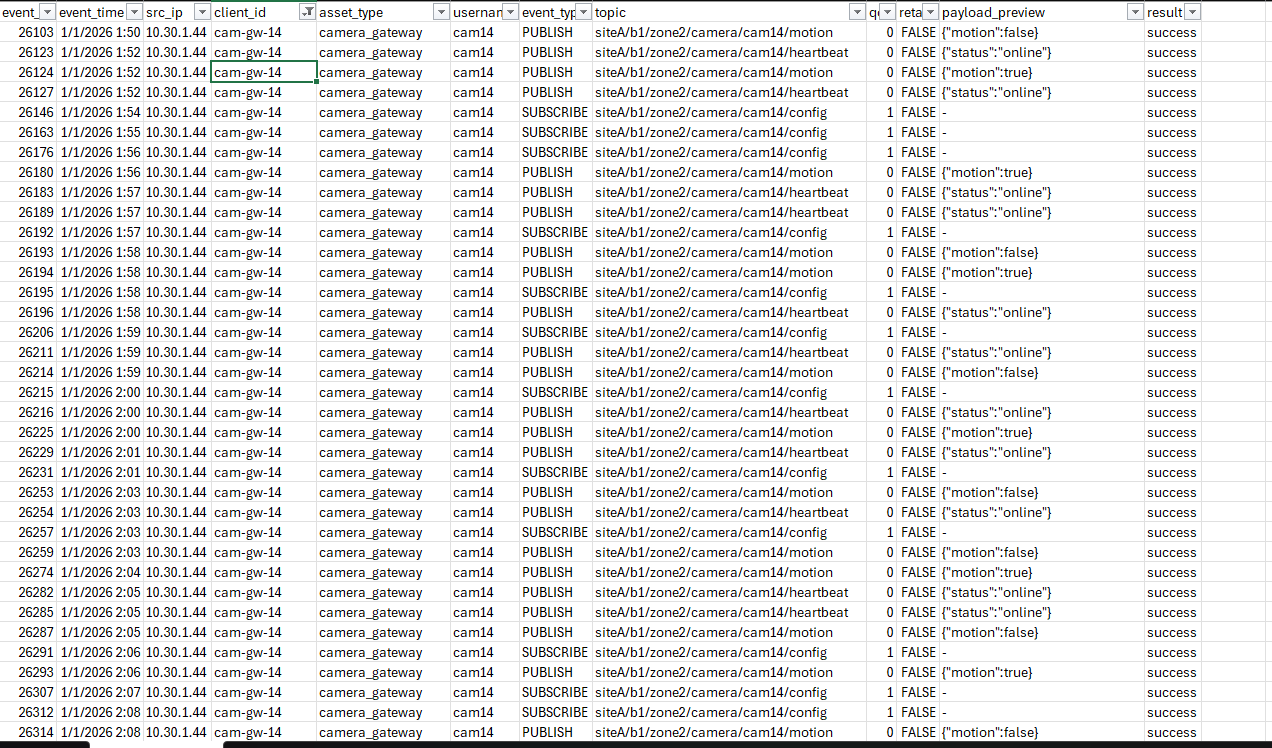 event_ event_time src_ip client_id asset_type usernan event_typ topic q reta payload_preview result
26103 1/1/2026 1:50 10.30.1.44 cam-gw-14 camera_gateway cam14 PUBLISH siteA/b1/zone2/camera/cam14/motion 0 FALSE {"motion":false} success
26123 1/1/2026 1:52 10.30.1.44 cam-gw-14 camera_gateway cam14 PUBLISH siteA/b1/zone2/camera/cam14/heartbeat 0 FALSE {"status":"online"} success
26124 1/1/2026 1:52 10.30.1.44 cam-gw-14 camera_gateway cam14 PUBLISH siteA/b1/zone2/camera/cam14/motion 0 FALSE {"motion":true} success
26127 1/1/2026 1:52 10.30.1.44 cam-gw-14 camera_gateway cam14 PUBLISH siteA/b1/zone2/camera/cam14/heartbeat 0 FALSE {"status":"online"} success
26146 1/1/2026 1:54 10.30.1.44 cam-gw-14 camera_gateway cam14 SUBSCRIBE siteA/b1/zone2/camera/cam14/config 1 FALSE - success
26163 1/1/2026 1:55 10.30.1.44 cam-gw-14 camera_gateway cam14 SUBSCRIBE siteA/b1/zone2/camera/cam14/config 1 FALSE - success
26176 1/1/2026 1:56 10.30.1.44 cam-gw-14 camera_gateway cam14 SUBSCRIBE siteA/b1/zone2/camera/cam14/config 1 FALSE - success
26180 1/1/2026 1:56 10.30.1.44 cam-gw-14 camera_gateway cam14 PUBLISH siteA/b1/zone2/camera/cam14/motion 0 FALSE {"motion":true} success
26183 1/1/2026 1:57 10.30.1.44 cam-gw-14 camera_gateway cam14 PUBLISH siteA/b1/zone2/camera/cam14/heartbeat 0 FALSE {"status":"online"} success
26189 1/1/2026 1:57 10.30.1.44 cam-gw-14 camera_gateway cam14 PUBLISH siteA/b1/zone2/camera/cam14/heartbeat 0 FALSE {"status":"online"} success
26192 1/1/2026 1:57 10.30.1.44 cam-gw-14 camera_gateway cam14 SUBSCRIBE siteA/b1/zone2/camera/cam14/config 1 FALSE - success
26193 1/1/2026 1:58 10.30.1.44 cam-gw-14 camera_gateway cam14 PUBLISH siteA/b1/zone2/camera/cam14/motion 0 FALSE {"motion":false} success
26194 1/1/2026 1:58 10.30.1.44 cam-gw-14 camera_gateway cam14 PUBLISH siteA/b1/zone2/camera/cam14/motion 0 FALSE {"motion":true} success
26195 1/1/2026 1:58 10.30.1.44 cam-gw-14 camera_gateway cam14 SUBSCRIBE siteA/b1/zone2/camera/cam14/config 1 FALSE - success
26196 1/1/2026 1:58 10.30.1.44 cam-gw-14 camera_gateway cam14 PUBLISH siteA/b1/zone2/camera/cam14/heartbeat 0 FALSE {"status":"online"} success
26206 1/1/2026 1:59 10.30.1.44 cam-gw-14 camera_gateway cam14 SUBSCRIBE siteA/b1/zone2/camera/cam14/config 1 FALSE - success
26211 1/1/2026 1:59 10.30.1.44 cam-gw-14 camera_gateway cam14 PUBLISH siteA/b1/zone2/camera/cam14/heartbeat 0 FALSE {"status":"online"} success
26214 1/1/2026 1:59 10.30.1.44 cam-gw-14 camera_gateway cam14 PUBLISH siteA/b1/zone2/camera/cam14/motion 0 FALSE {"motion":false} success
26215 1/1/2026 2:00 10.30.1.44 cam-gw-14 camera_gateway cam14 SUBSCRIBE siteA/b1/zone2/camera/cam14/config 1 FALSE - success
26216 1/1/2026 2:00 10.30.1.44 cam-gw-14 camera_gateway cam14 PUBLISH siteA/b1/zone2/camera/cam14/heartbeat 0 FALSE {"status":"online"} success
26225 1/1/2026 2:00 10.30.1.44 cam-gw-14 camera_gateway cam14 PUBLISH siteA/b1/zone2/camera/cam14/motion 0 FALSE {"motion":true} success
26229 1/1/2026 2:01 10.30.1.44 cam-gw-14 camera_gateway cam14 PUBLISH siteA/b1/zone2/camera/cam14/heartbeat 0 FALSE {"status":"online"} success
26231 1/1/2026 2:01 10.30.1.44 cam-gw-14 camera_gateway cam14 SUBSCRIBE siteA/b1/zone2/camera/cam14/config 1 FALSE - success
26253 1/1/2026 2:03 10.30.1.44 cam-gw-14 camera_gateway cam14 PUBLISH siteA/b1/zone2/camera/cam14/motion 0 FALSE {"motion":false} success
26254 1/1/2026 2:03 10.30.1.44 cam-gw-14 camera_gateway cam14 PUBLISH siteA/b1/zone2/camera/cam14/heartbeat 0 FALSE {"status":"online"} success
26257 1/1/2026 2:03 10.30.1.44 cam-gw-14 camera_gateway cam14 SUBSCRIBE siteA/b1/zone2/camera/cam14/config 1 FALSE - success
26259 1/1/2026 2:03 10.30.1.44 cam-gw-14 camera_gateway cam14 PUBLISH siteA/b1/zone2/camera/cam14/motion 0 FALSE {"motion":false} success
26274 1/1/2026 2:04 10.30.1.44 cam-gw-14 camera_gateway cam14 PUBLISH siteA/b1/zone2/camera/cam14/motion 0 FALSE {"motion":true} success
26282 1/1/2026 2:05 10.30.1.44 cam-gw-14 camera_gateway cam14 PUBLISH siteA/b1/zone2/camera/cam14/heartbeat 0 FALSE {"status":"online"} success
26285 1/1/2026 2:05 10.30.1.44 cam-gw-14 camera_gateway cam14 PUBLISH siteA/b1/zone2/camera/cam14/heartbeat 0 FALSE {"status":"online"} success
26287 1/1/2026 2:05 10.30.1.44 cam-gw-14 camera_gateway cam14 PUBLISH siteA/b1/zone2/camera/cam14/motion 0 FALSE {"motion":false} success
26291 1/1/2026 2:06 10.30.1.44 cam-gw-14 camera_gateway cam14 SUBSCRIBE siteA/b1/zone2/camera/cam14/config 1 FALSE - success
26293 1/1/2026 2:06 10.30.1.44 cam-gw-14 camera_gateway cam14 PUBLISH siteA/b1/zone2/camera/cam14/motion 0 FALSE {"motion":true} success
26307 1/1/2026 2:07 10.30.1.44 cam-gw-14 camera_gateway cam14 SUBSCRIBE siteA/b1/zone2/camera/cam14/config 1 FALSE - success
26312 1/1/2026 2:08 10.30.1.44 cam-gw-14 camera_gateway cam14 SUBSCRIBE siteA/b1/zone2/camera/cam14/config 1 FALSE - success
26314 1/1/2026 2:08 10.30.1.44 cam-gw-14 camera_gateway cam14 PUBLISH siteA/b1/zone2/camera/cam14/motion 0 FALSE {"motion":false} success